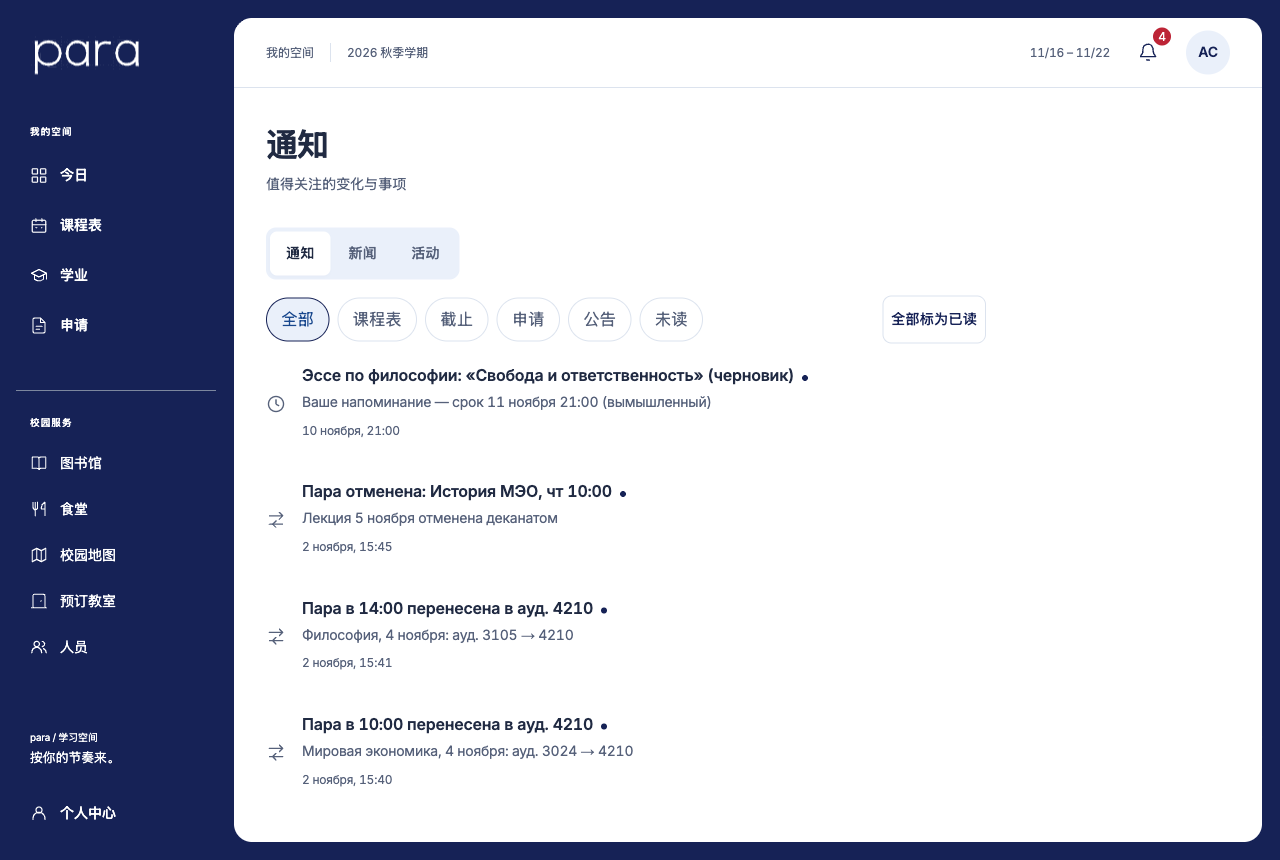 para
我的空间
今日
课程表
学业
申请
校园服务
图书馆
食堂
校园地图
预订教室
人员
para / 学习空间
按你的节奏来。
个人中心
我的空间
2026 秋季学期
11/16 – 11/22
4
AC
通知
值得关注的变化与事项
通知 新闻 活动
全部 课程表 截止 申请 公告 未读
全部标为已读
Эссе по философии: «Свобода и ответственность» (черновик)
Ваше напоминание — срок 11 ноября 21:00 (вымышленный)
10 ноября, 21:00
Пара отменена: История МЭО, чт 10:00
Лекция 5 ноября отменена деканатом
2 ноября, 15:45
Пара в 14:00 перенесена в ауд. 4210
Философия, 4 ноября: ауд. 3105 → 4210
2 ноября, 15:41
Пара в 10:00 перенесена в ауд. 4210
Мировая экономика, 4 ноября: ауд. 3024 → 4210
2 ноября, 15:40